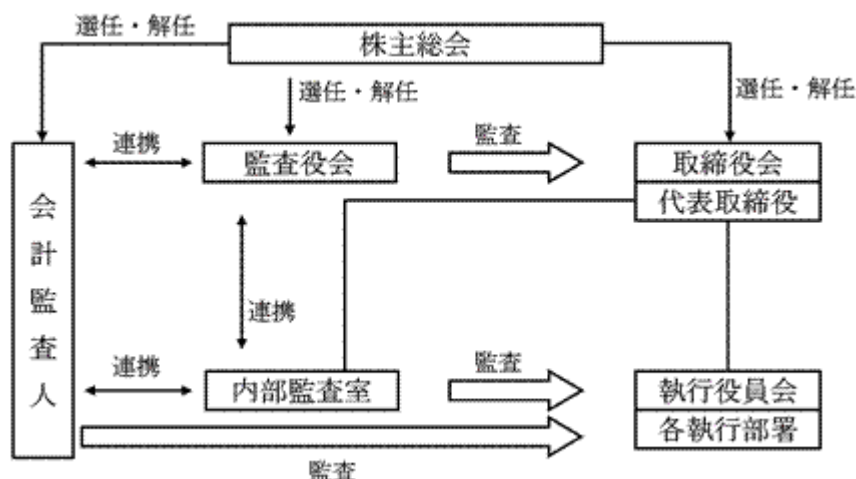 選任・解任
株主総会
選任・解任
選任・解任
連携
監査役会
監査
取締役会
代表取締役
会計監査人
連携
連携
内部監査室
監査
執行役員会
各執行部署
監査